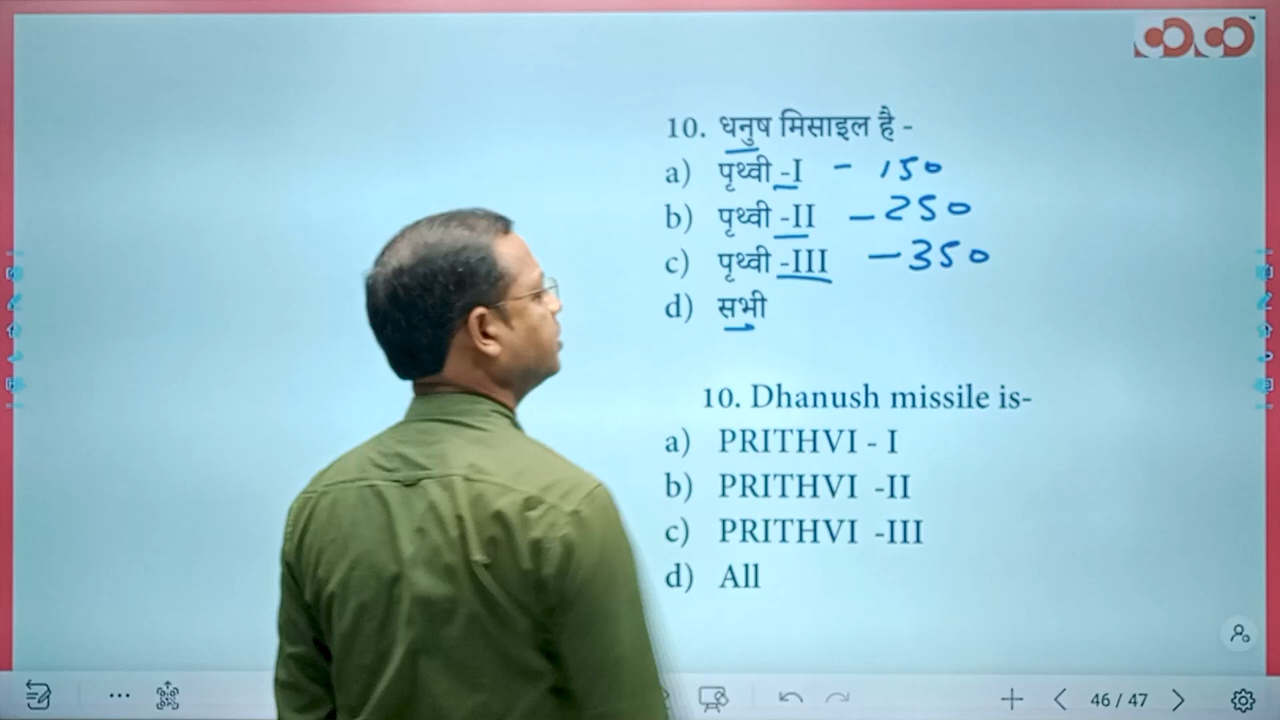 10. धनुष मिसाइल है -
a) पृथ्वी -I - 150
b) पृथ्वी -II - 250
c) पृथ्वी -III - 350
d) सभी
10. Dhanush missile is-
a) PRITHVI - I
b) PRITHVI -II
c) PRITHVI -III
d) All
46 / 47